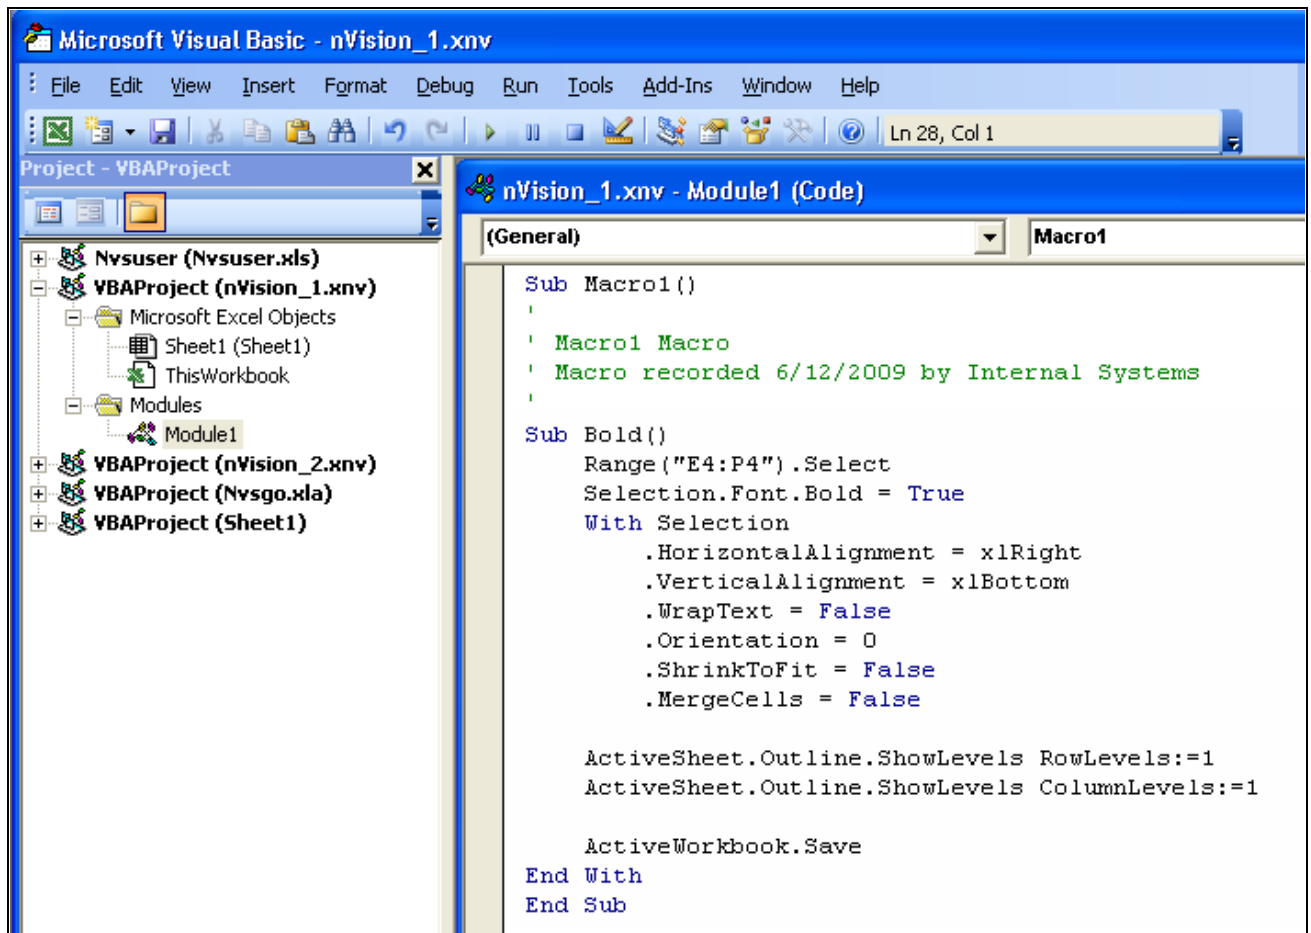 Microsoft Visual Basic - nVision_1.xnv
File Edit View Insert Format Debug Run Tools Add-Ins Window Help
Ln 28, Col 1
Project - VBAProject
nVision_1.xnv - Module1 (Code)
(General) Macro1
Nvsuser (Nvsuser.xls)
VBAProject (nVision_1.xnv)
Microsoft Excel Objects
Sheet1 (Sheet1)
ThisWorkbook
Modules
Module1
VBAProject (nVision_2.xnv)
VBAProject (Nvsgo.xla)
VBAProject (Sheet1)
Sub Macro1()
'
' Macro1 Macro
' Macro recorded 6/12/2009 by Internal Systems
'
Sub Bold()
Range("E4:P4").Select
Selection.Font.Bold = True
With Selection
.HorizontalAlignment = xlRight
.VerticalAlignment = xlBottom
.WrapText = False
.Orientation = 0
.ShrinkToFit = False
.MergeCells = False
ActiveSheet.Outline.ShowLevels RowLevels:=1
ActiveSheet.Outline.ShowLevels ColumnLevels:=1
ActiveWorkbook.Save
End With
End Sub